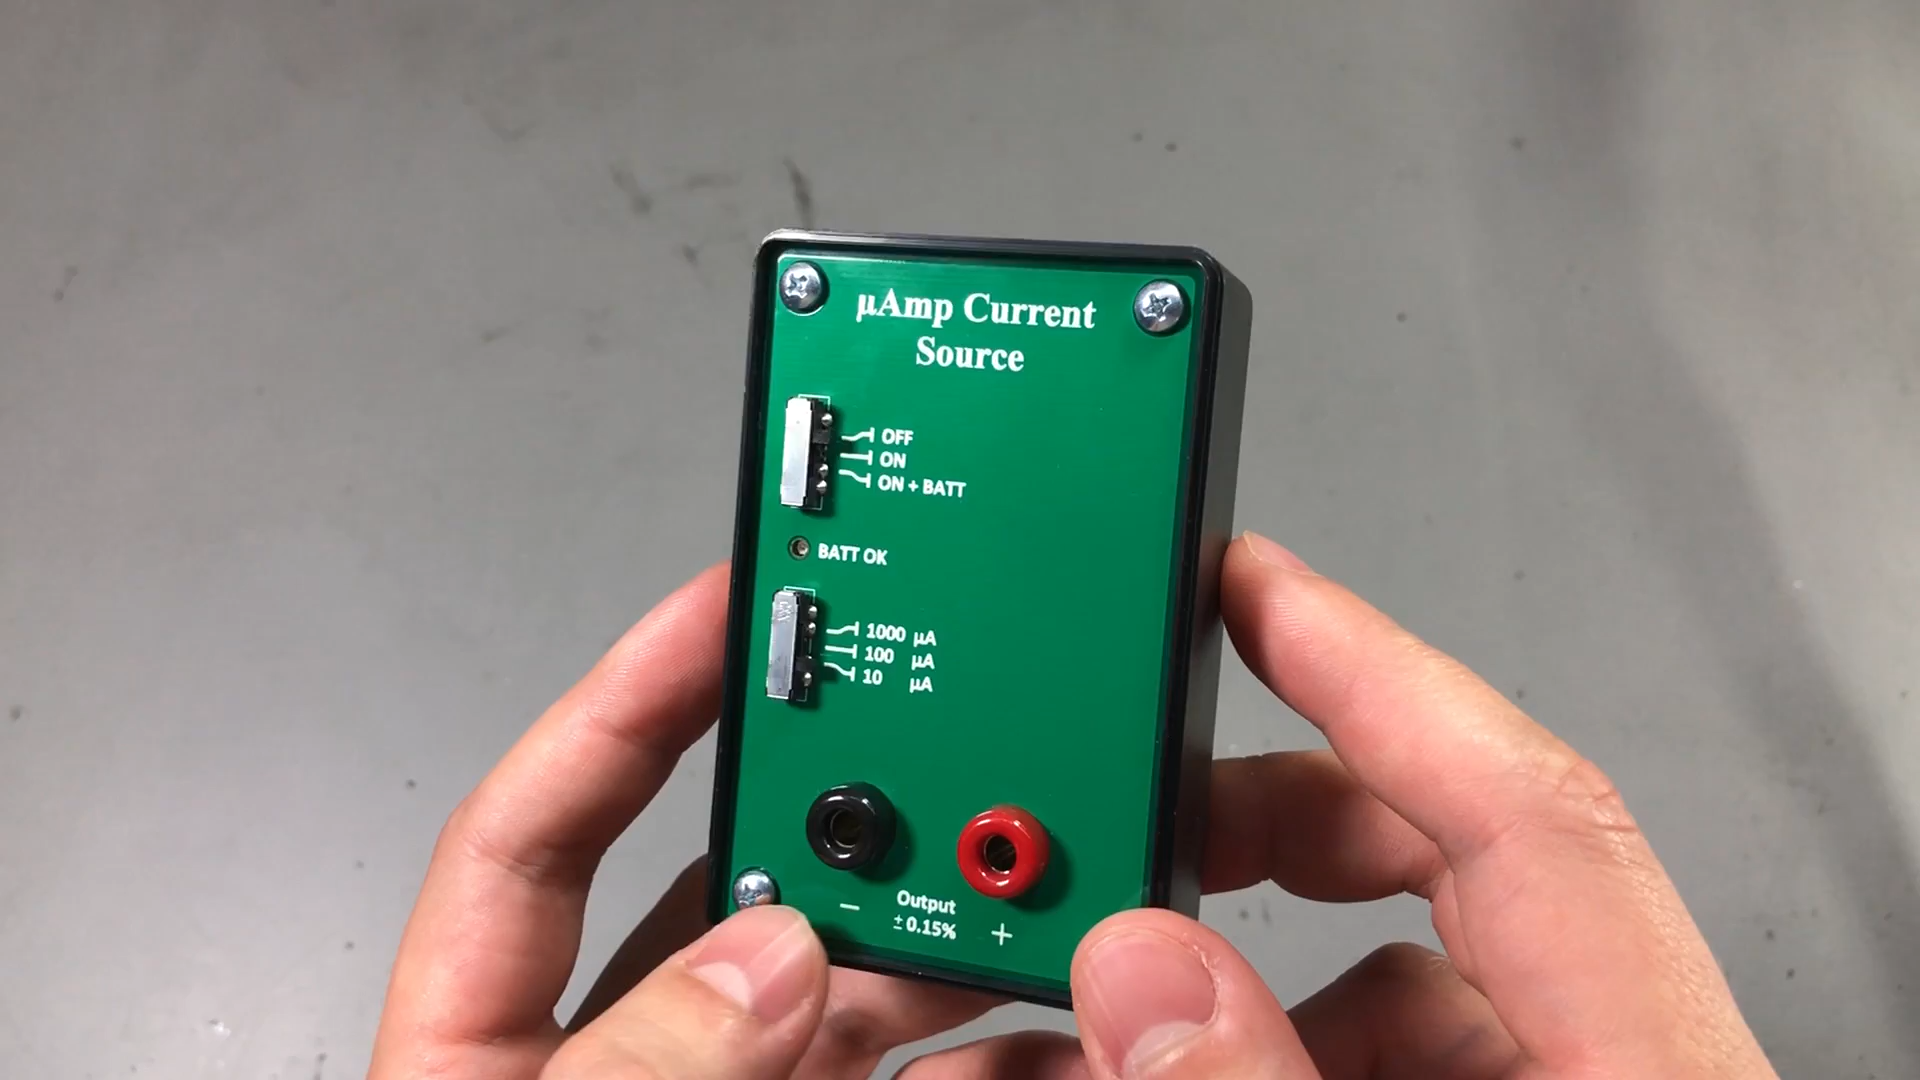 µAmp Current
Source
OFF
ON
ON + BATT
BATT OK
1000 µA
100 µA
10 µA
Output
± 0.15%
− +